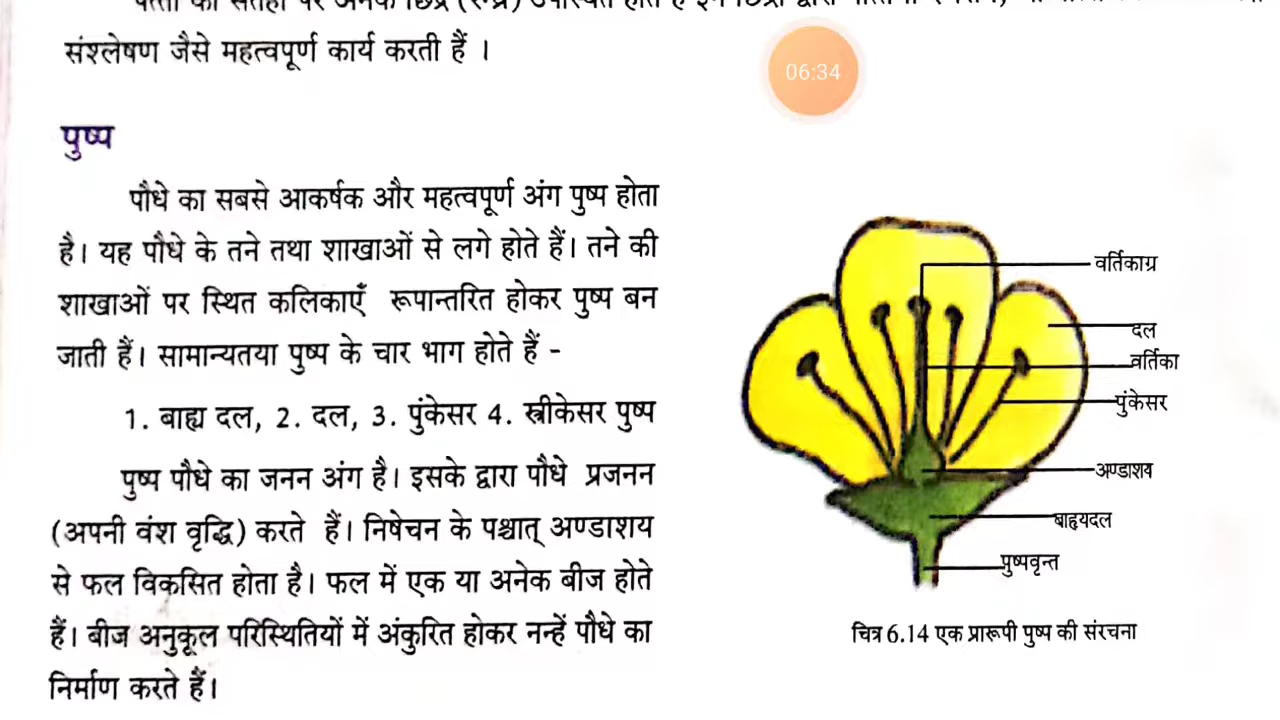 संश्लेषण जैसे महत्वपूर्ण कार्य करती हैं ।
06:34
पुष्प
पौधे का सबसे आकर्षक और महत्वपूर्ण अंग पुष्प होता
है। यह पौधे के तने तथा शाखाओं से लगे होते हैं। तने की
शाखाओं पर स्थित कलिकाएँ रूपान्तरित होकर पुष्प बन
जाती हैं। सामान्यतया पुष्प के चार भाग होते हैं -
1. बाह्य दल, 2. दल, 3. पुंकेसर 4. स्त्रीकेसर पुष्प
पुष्प पौधे का जनन अंग है। इसके द्वारा पौधे प्रजनन
(अपनी वंश वृद्धि) करते हैं। निषेचन के पश्चात् अण्डाशय
से फल विकसित होता है। फल में एक या अनेक बीज होते
हैं। बीज अनुकूल परिस्थितियों में अंकुरित होकर नन्हें पौधे का
निर्माण करते हैं।
वर्तिकाग्र
दल
वर्तिका
पुंकेसर
अण्डाशय
बाह्यदल
पुष्पवृन्त
चित्र 6.14 एक प्रारूपी पुष्प की संरचना